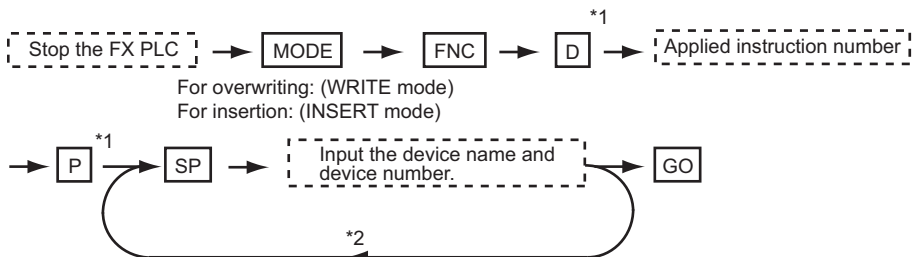 *1
Stop the FX PLC MODE FNC D Applied instruction number
For overwriting: (WRITE mode)
For insertion: (INSERT mode)
*1
P SP Input the device name and GO
device number.
*2